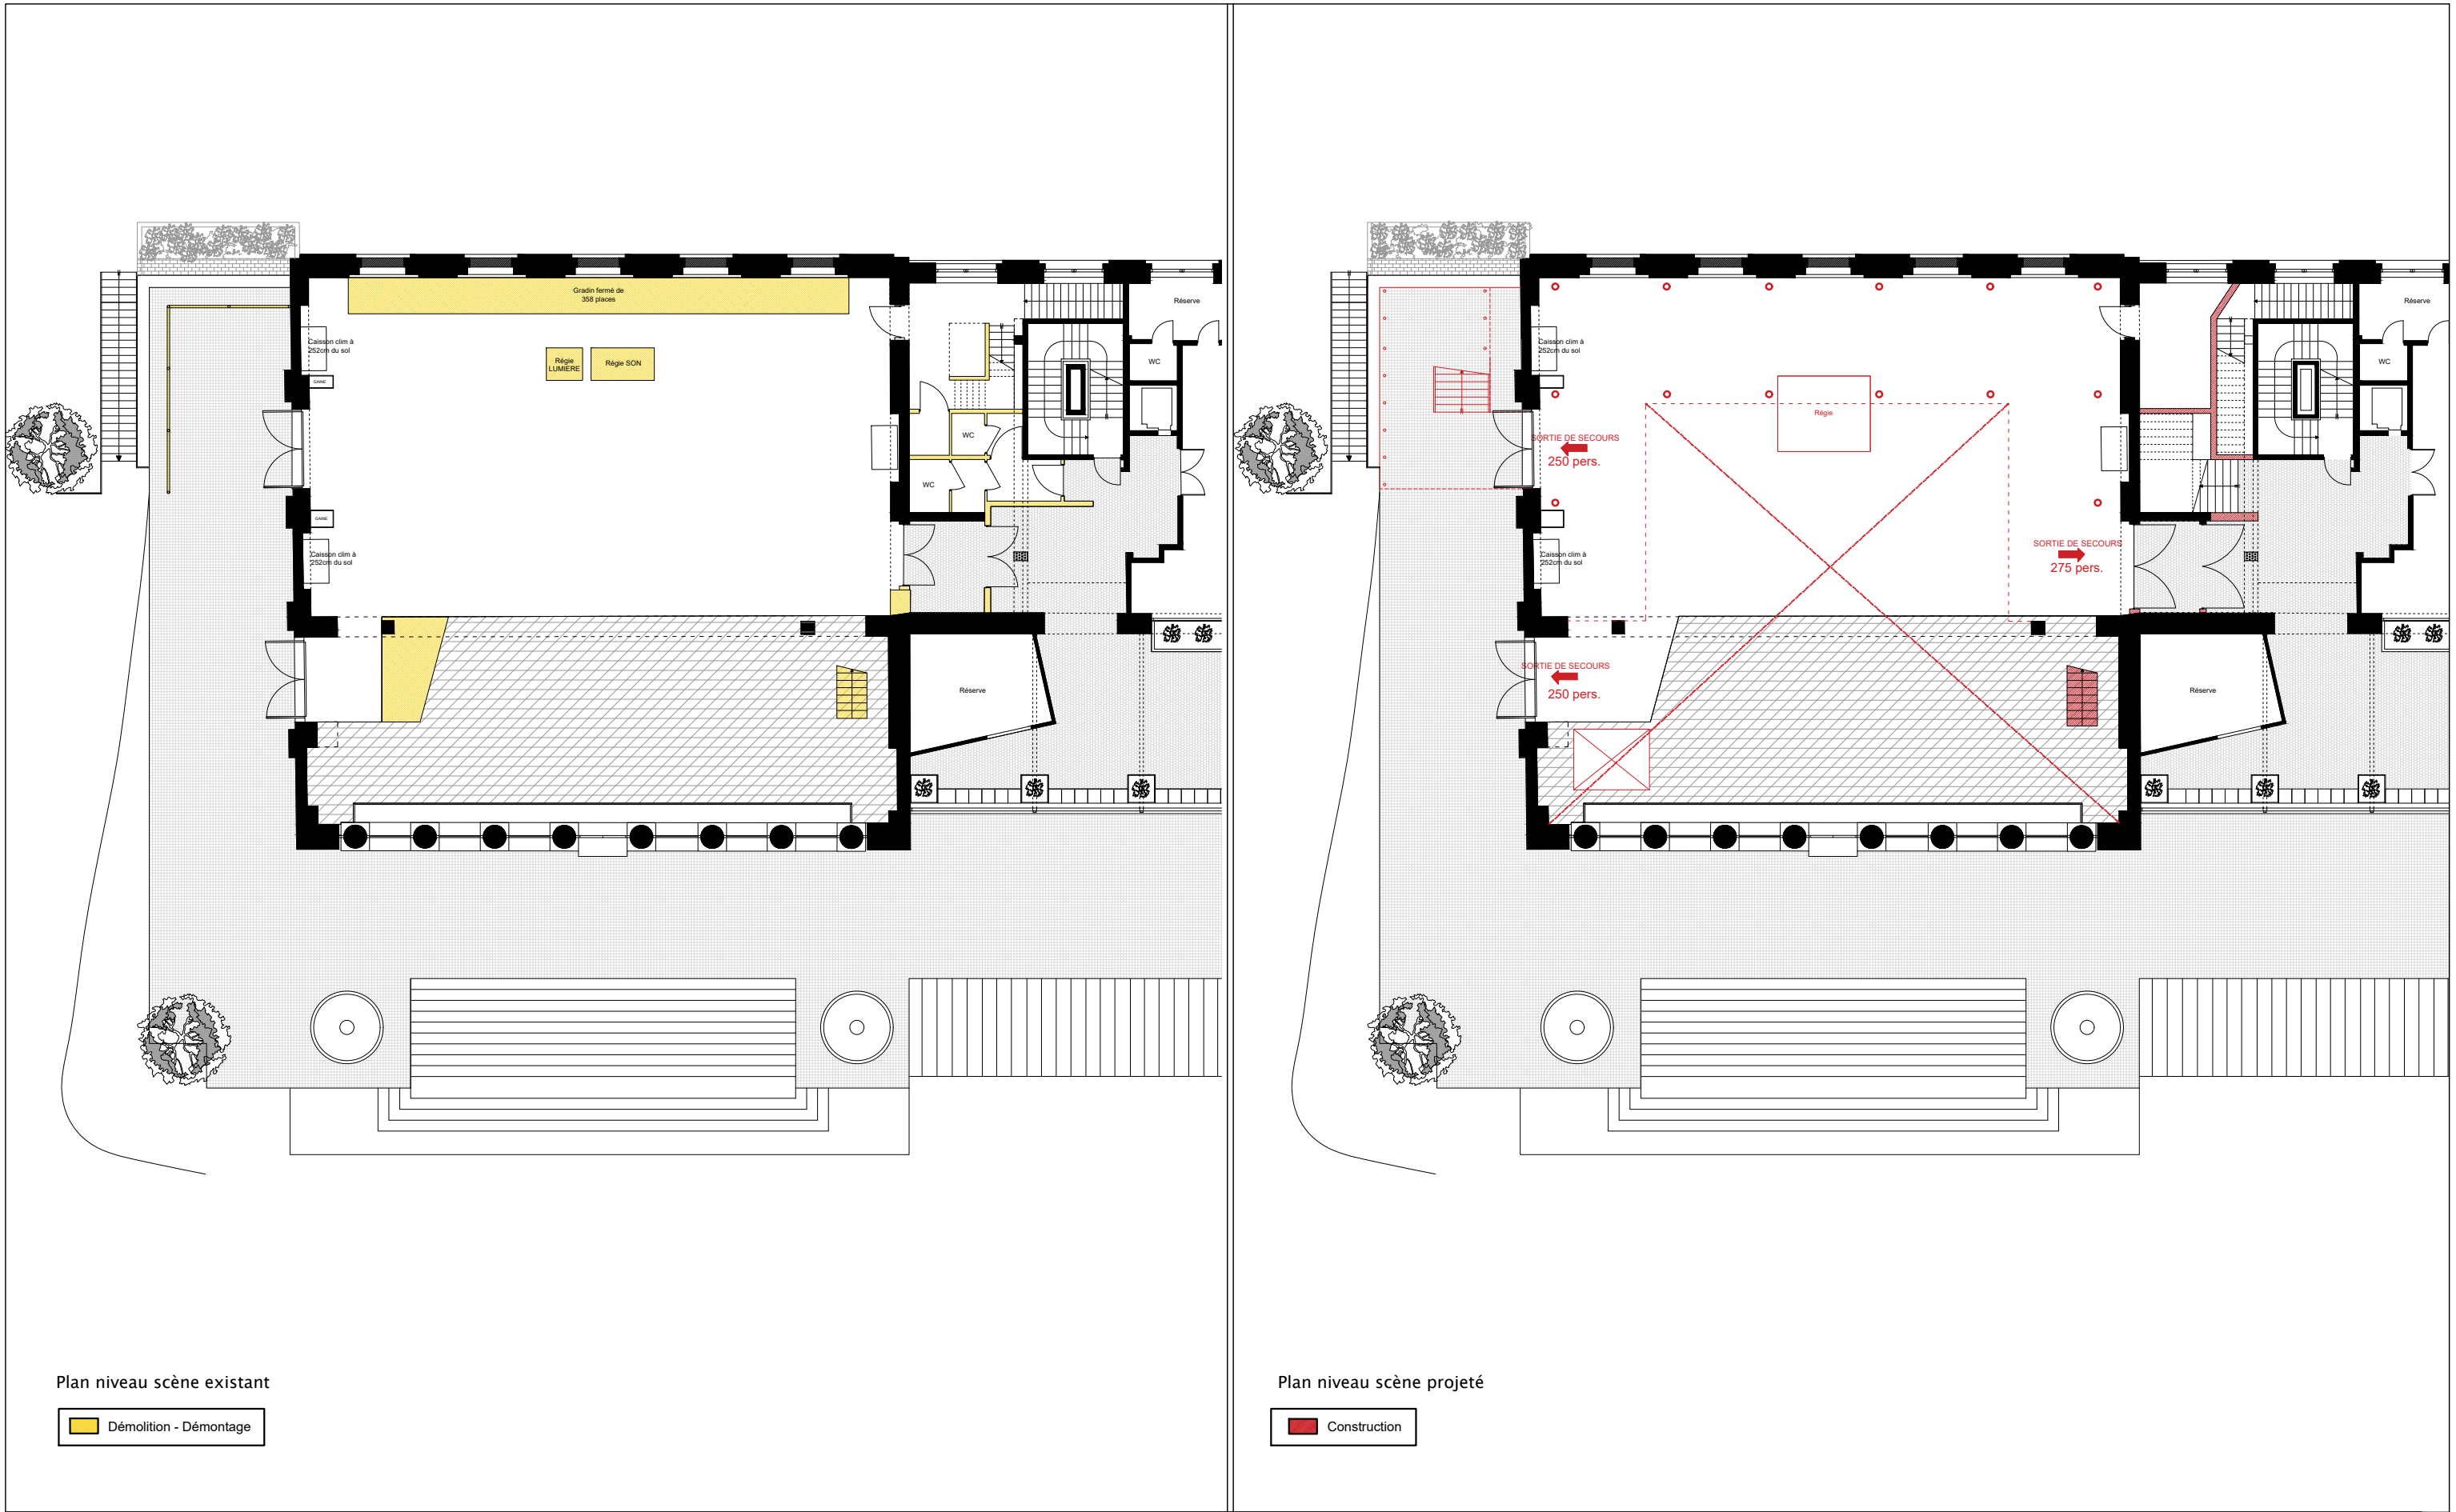 Gradin fermé de
358 places
Réserve
Caisson clim à
252cm du sol
Régie
LUMIERE
Régie SON
WC
GAINE
WC
WC
GAINE
Caisson clim à
252cm du sol
Réserve
Plan niveau scène existant
Démolition - Démontage
Réserve
Caisson clim à
252cm du sol
WC
Régie
SORTIE DE SECOURS
250 pers.
Caisson clim à
252cm du sol
SORTIE DE SECOURS
275 pers.
SORTIE DE SECOURS
250 pers.
Réserve
Plan niveau scène projeté
Construction